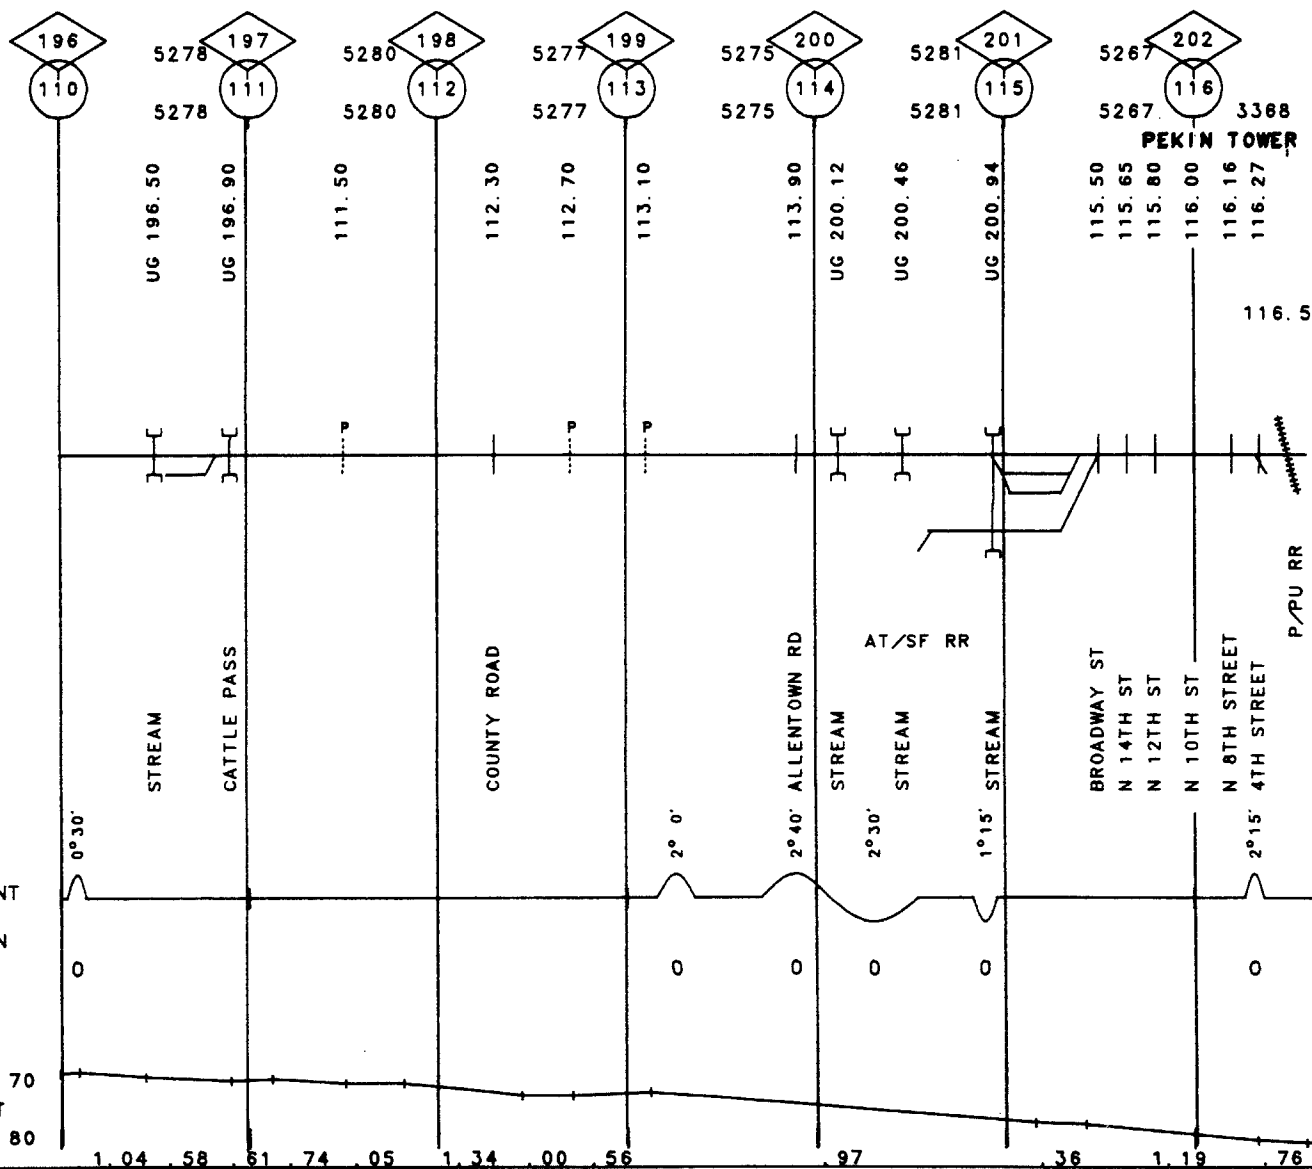 196 197 198 199 200 201 202
5278 5280 5277 5275 5281 5267
110 111 112 113 114 115 116
5278 5280 5277 5275 5281 5267 3368
PEKIN TOWER
UG 196.50
UG 196.90
111.50
112.30
112.70
113.10
113.90
UG 200.12
UG 200.46
UG 200.94
115.50
115.65
115.80
116.00
116.16
116.27
116.5
P P P
P/PU RR
AT/SF RR
STREAM
CATTLE PASS
COUNTY ROAD
ALLENTOWN RD
STREAM
STREAM
STREAM
BROADWAY ST
N 14TH ST
N 12TH ST
N 10TH ST
N 8TH STREET
4TH STREET
0°30' 2° 0' 2°40' 2°30' 1°15' 2°15'
NT
N
0 0 0 0 0 0
70
T
80
1.04 .58 .61 .74 .05 1.34 .00 .56 .97 .36 1.19 .76